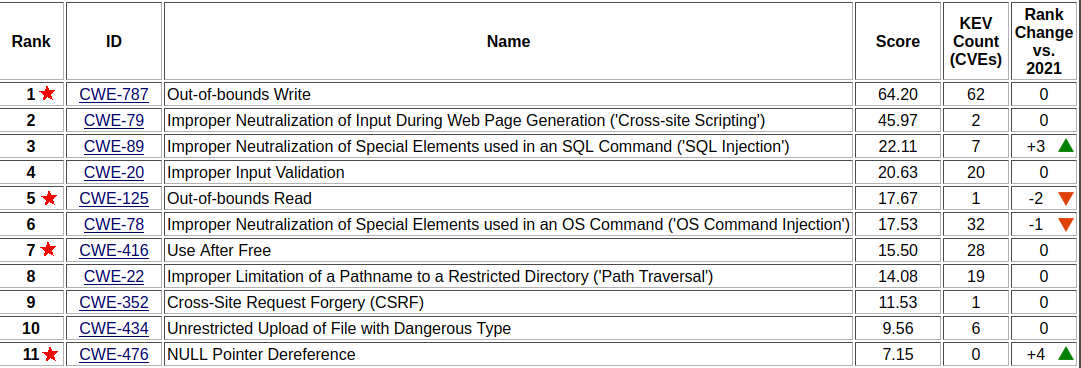 Rank ID Name Score KEV Count (CVEs) Rank Change vs. 2021
1 CWE-787 Out-of-bounds Write 64.20 62 0
2 CWE-79 Improper Neutralization of Input During Web Page Generation ('Cross-site Scripting') 45.97 2 0
3 CWE-89 Improper Neutralization of Special Elements used in an SQL Command ('SQL Injection') 22.11 7 +3
4 CWE-20 Improper Input Validation 20.63 20 0
5 CWE-125 Out-of-bounds Read 17.67 1 -2
6 CWE-78 Improper Neutralization of Special Elements used in an OS Command ('OS Command Injection') 17.53 32 -1
7 CWE-416 Use After Free 15.50 28 0
8 CWE-22 Improper Limitation of a Pathname to a Restricted Directory ('Path Traversal') 14.08 19 0
9 CWE-352 Cross-Site Request Forgery (CSRF) 11.53 1 0
10 CWE-434 Unrestricted Upload of File with Dangerous Type 9.56 6 0
11 CWE-476 NULL Pointer Dereference 7.15 0 +4